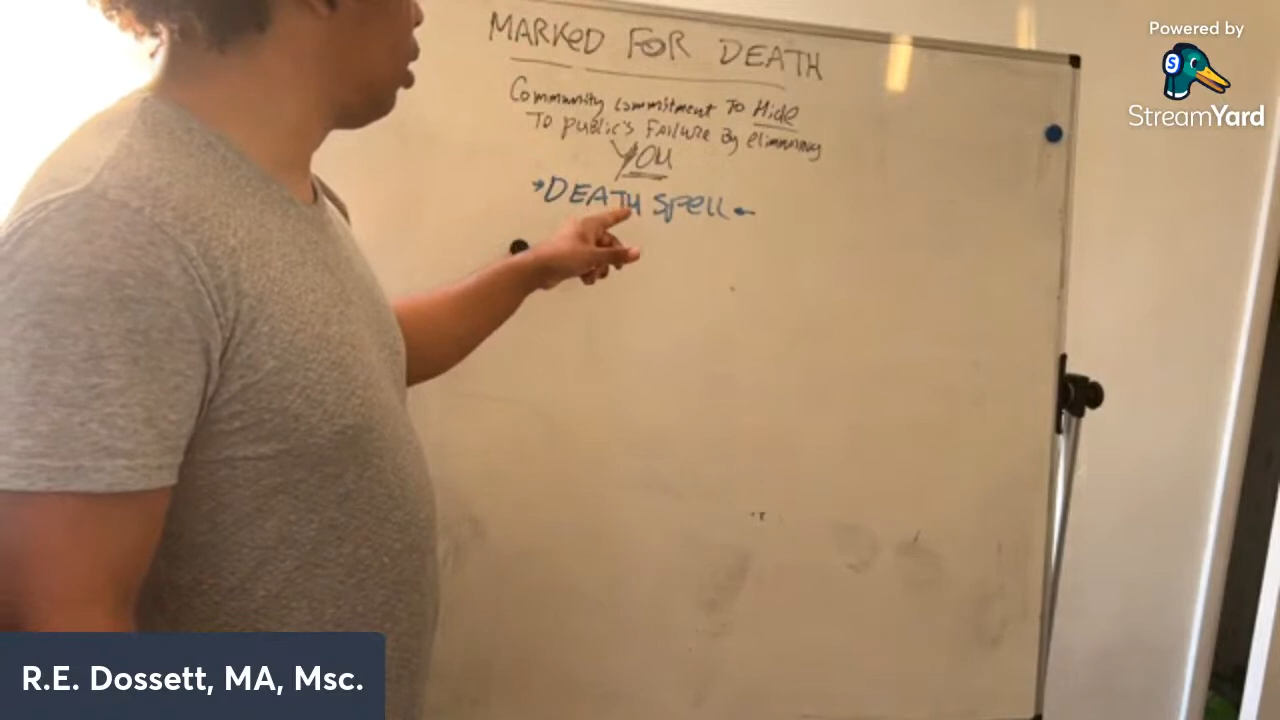 MARKED FOR DEATH
Community commitment To Hide
To public's Failure By elimining
YOU
DEATH Spell
Powered by
StreamYard
R.E. Dossett, MA, Msc.